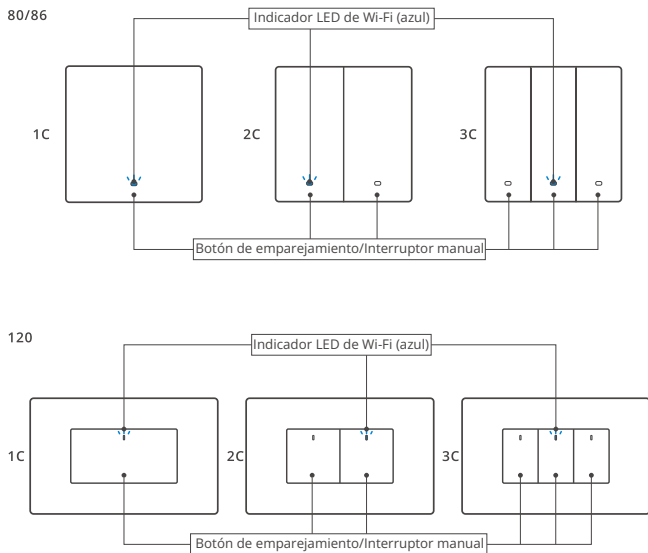 80/86
Indicador LED de Wi-Fi (azul)
1C
2C
3C
Botón de emparejamiento/Interruptor manual
120
Indicador LED de Wi-Fi (azul)
1C
2C
3C
Botón de emparejamiento/Interruptor manual